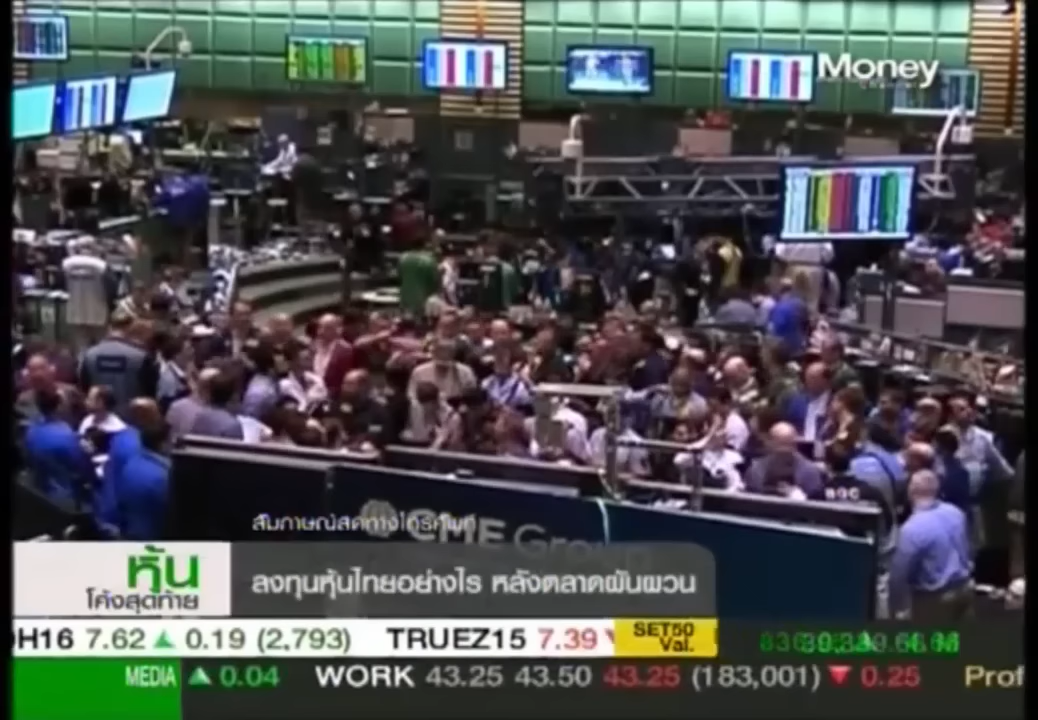 Money
สัมภาษณ์สดทางโทรศัพท์
CME Group
หุ้น
โค้งสุดท้าย
ลงทุนหุ้นไทยอย่างไร หลังตลาดผันผวน
H16 7.62 ▲ 0.19 (2,793) TRUEZ15 7.39
SET50
Val.
MEDIA ▲ 0.04 WORK 43.25 43.50 43.25 (183,001) ▼ 0.25 Prof